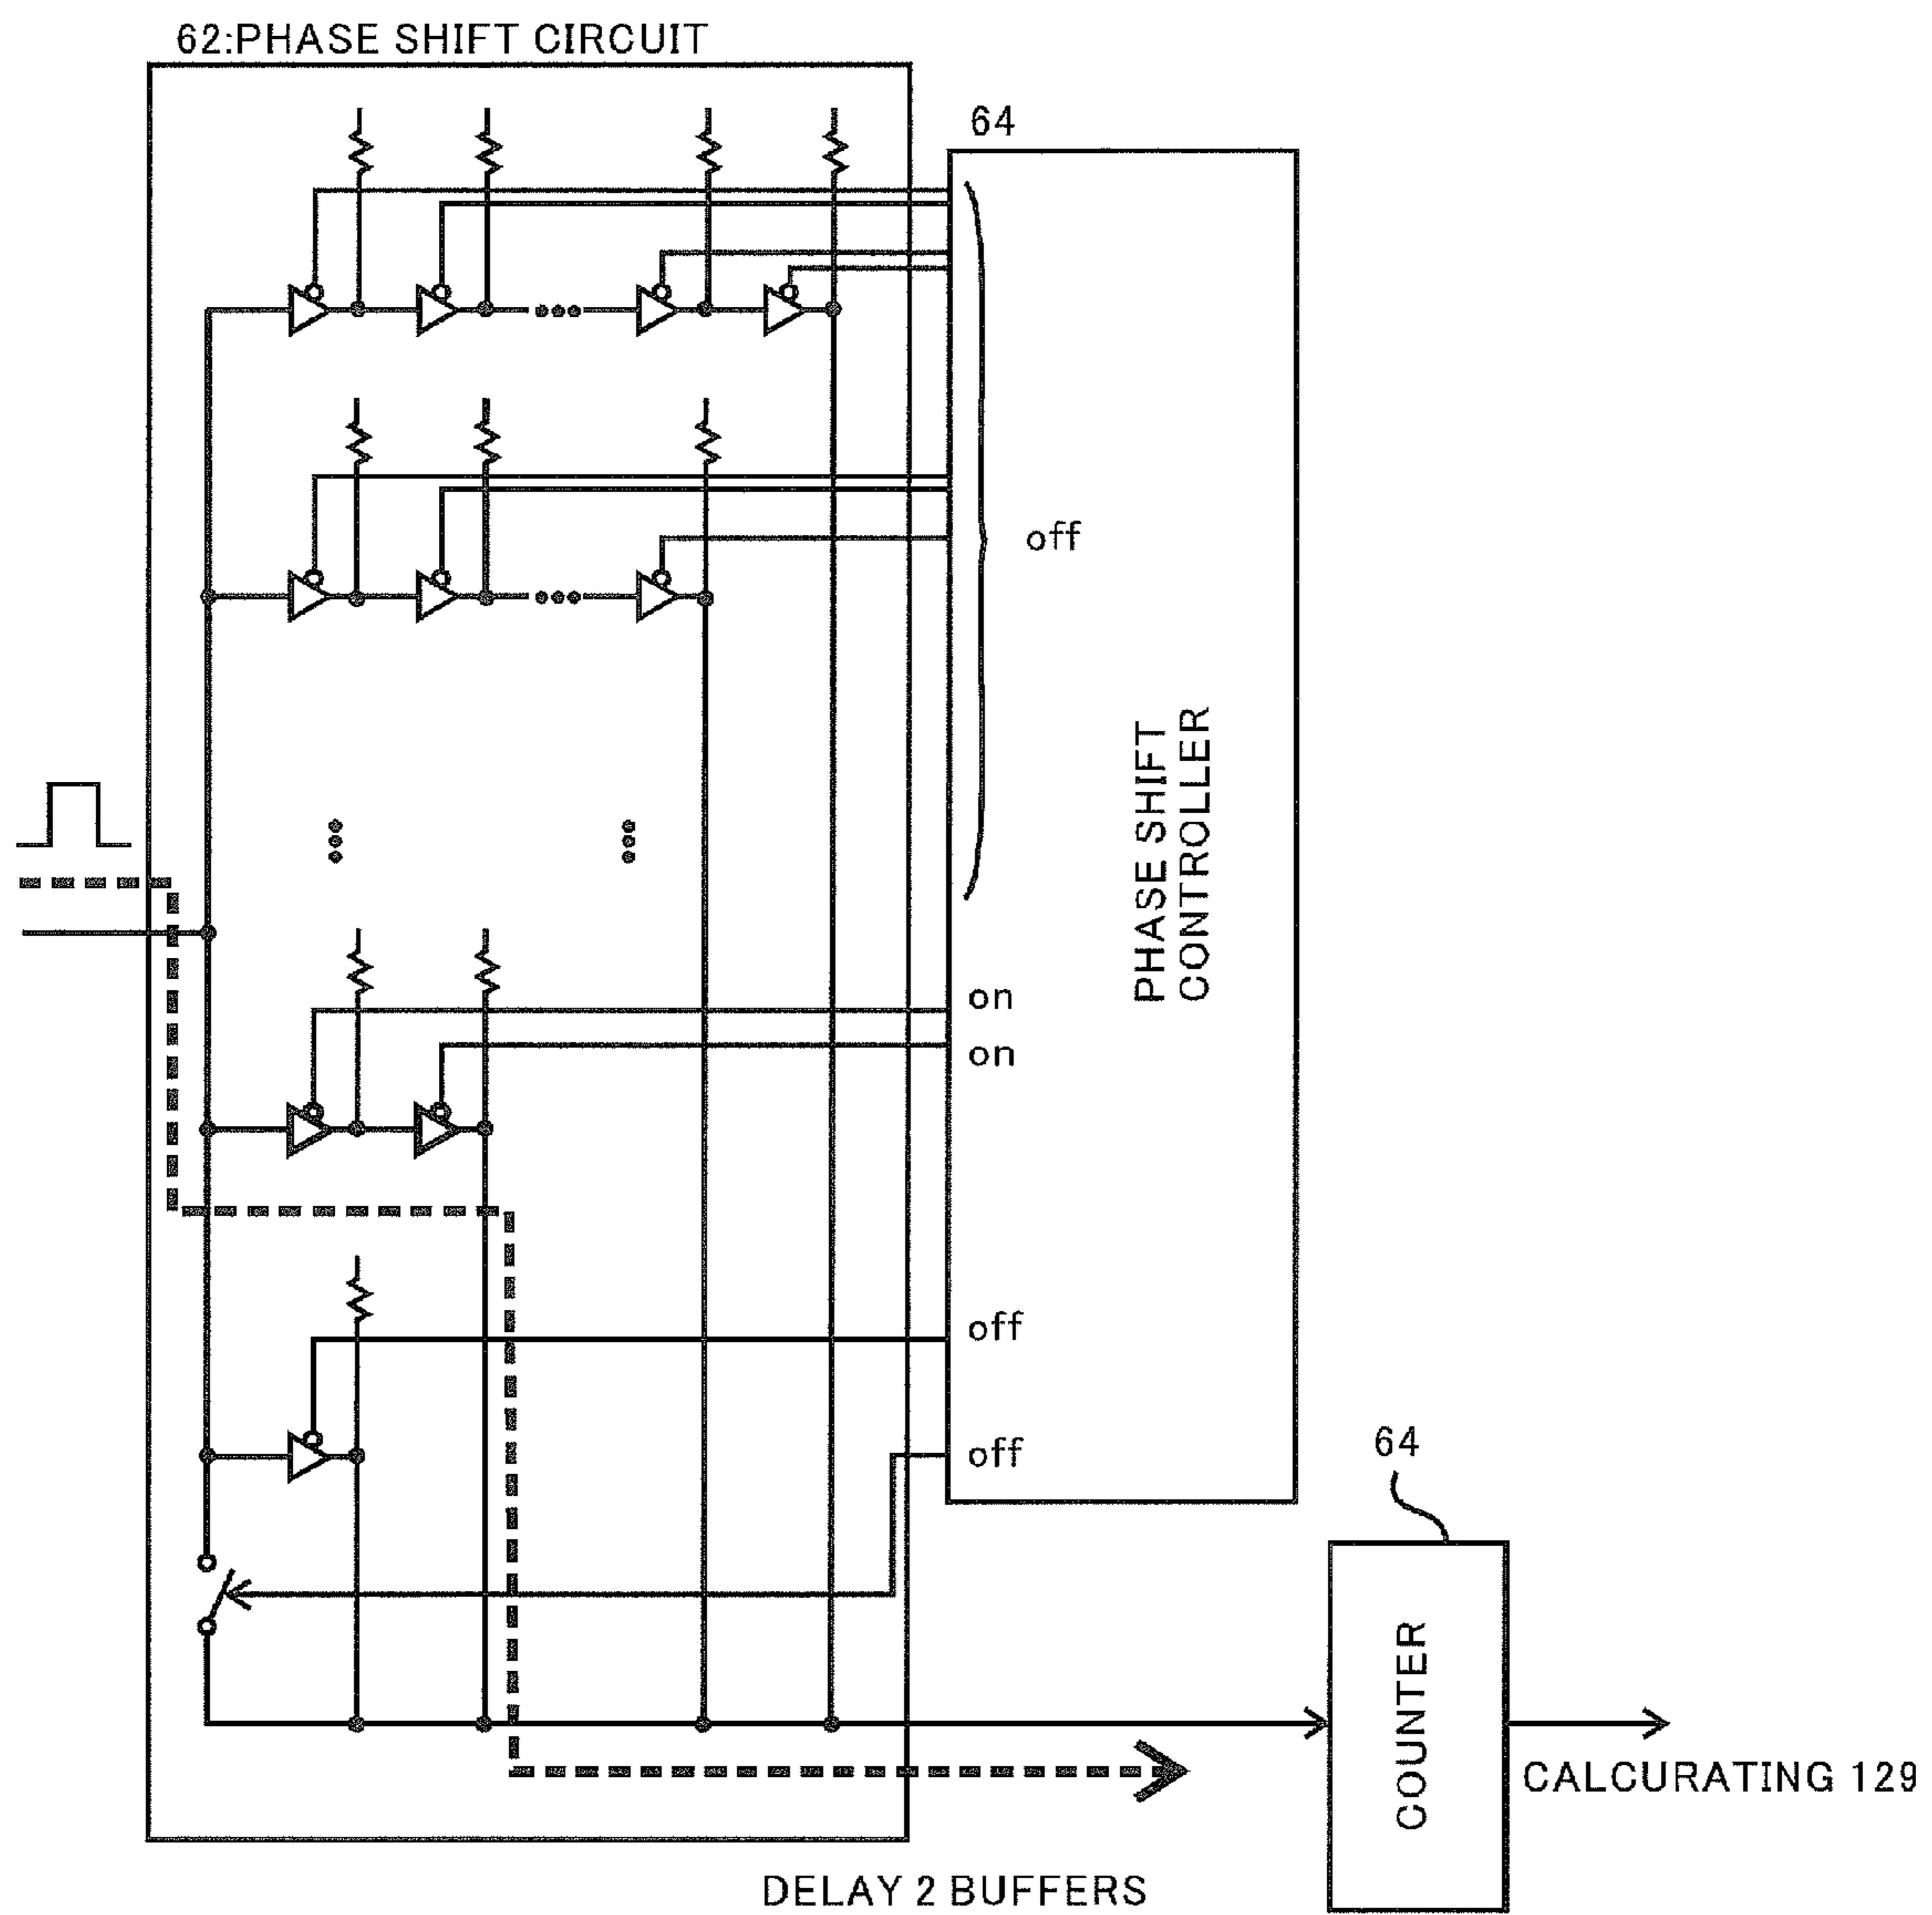 62:PHASE SHIFT CIRCUIT
64
off
PHASE SHIFT
CONTROLLER
on
on
off
off
64
COUNTER
CALCURATING 129
DELAY 2 BUFFERS